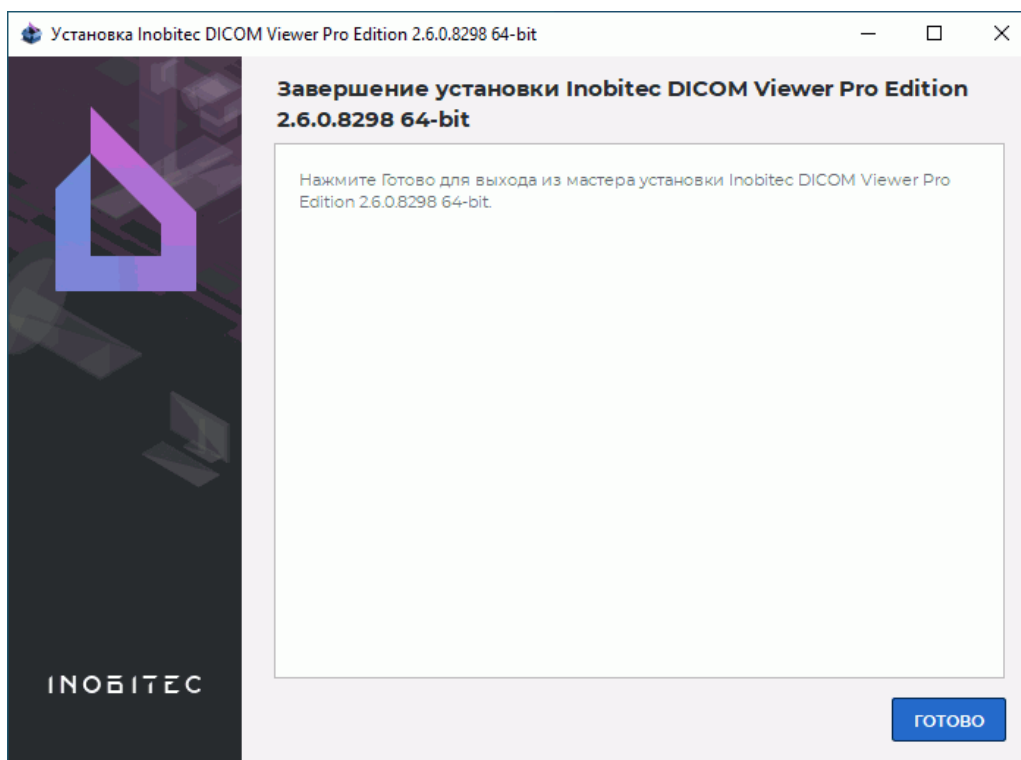 Установка Inobitec DICOM Viewer Pro Edition 2.6.0.8298 64-bit
Завершение установки Inobitec DICOM Viewer Pro Edition
2.6.0.8298 64-bit
Нажмите Готово для выхода из мастера установки Inobitec DICOM Viewer Pro
Edition 2.6.0.8298 64-bit.
INOBITEC
ГОТОВО